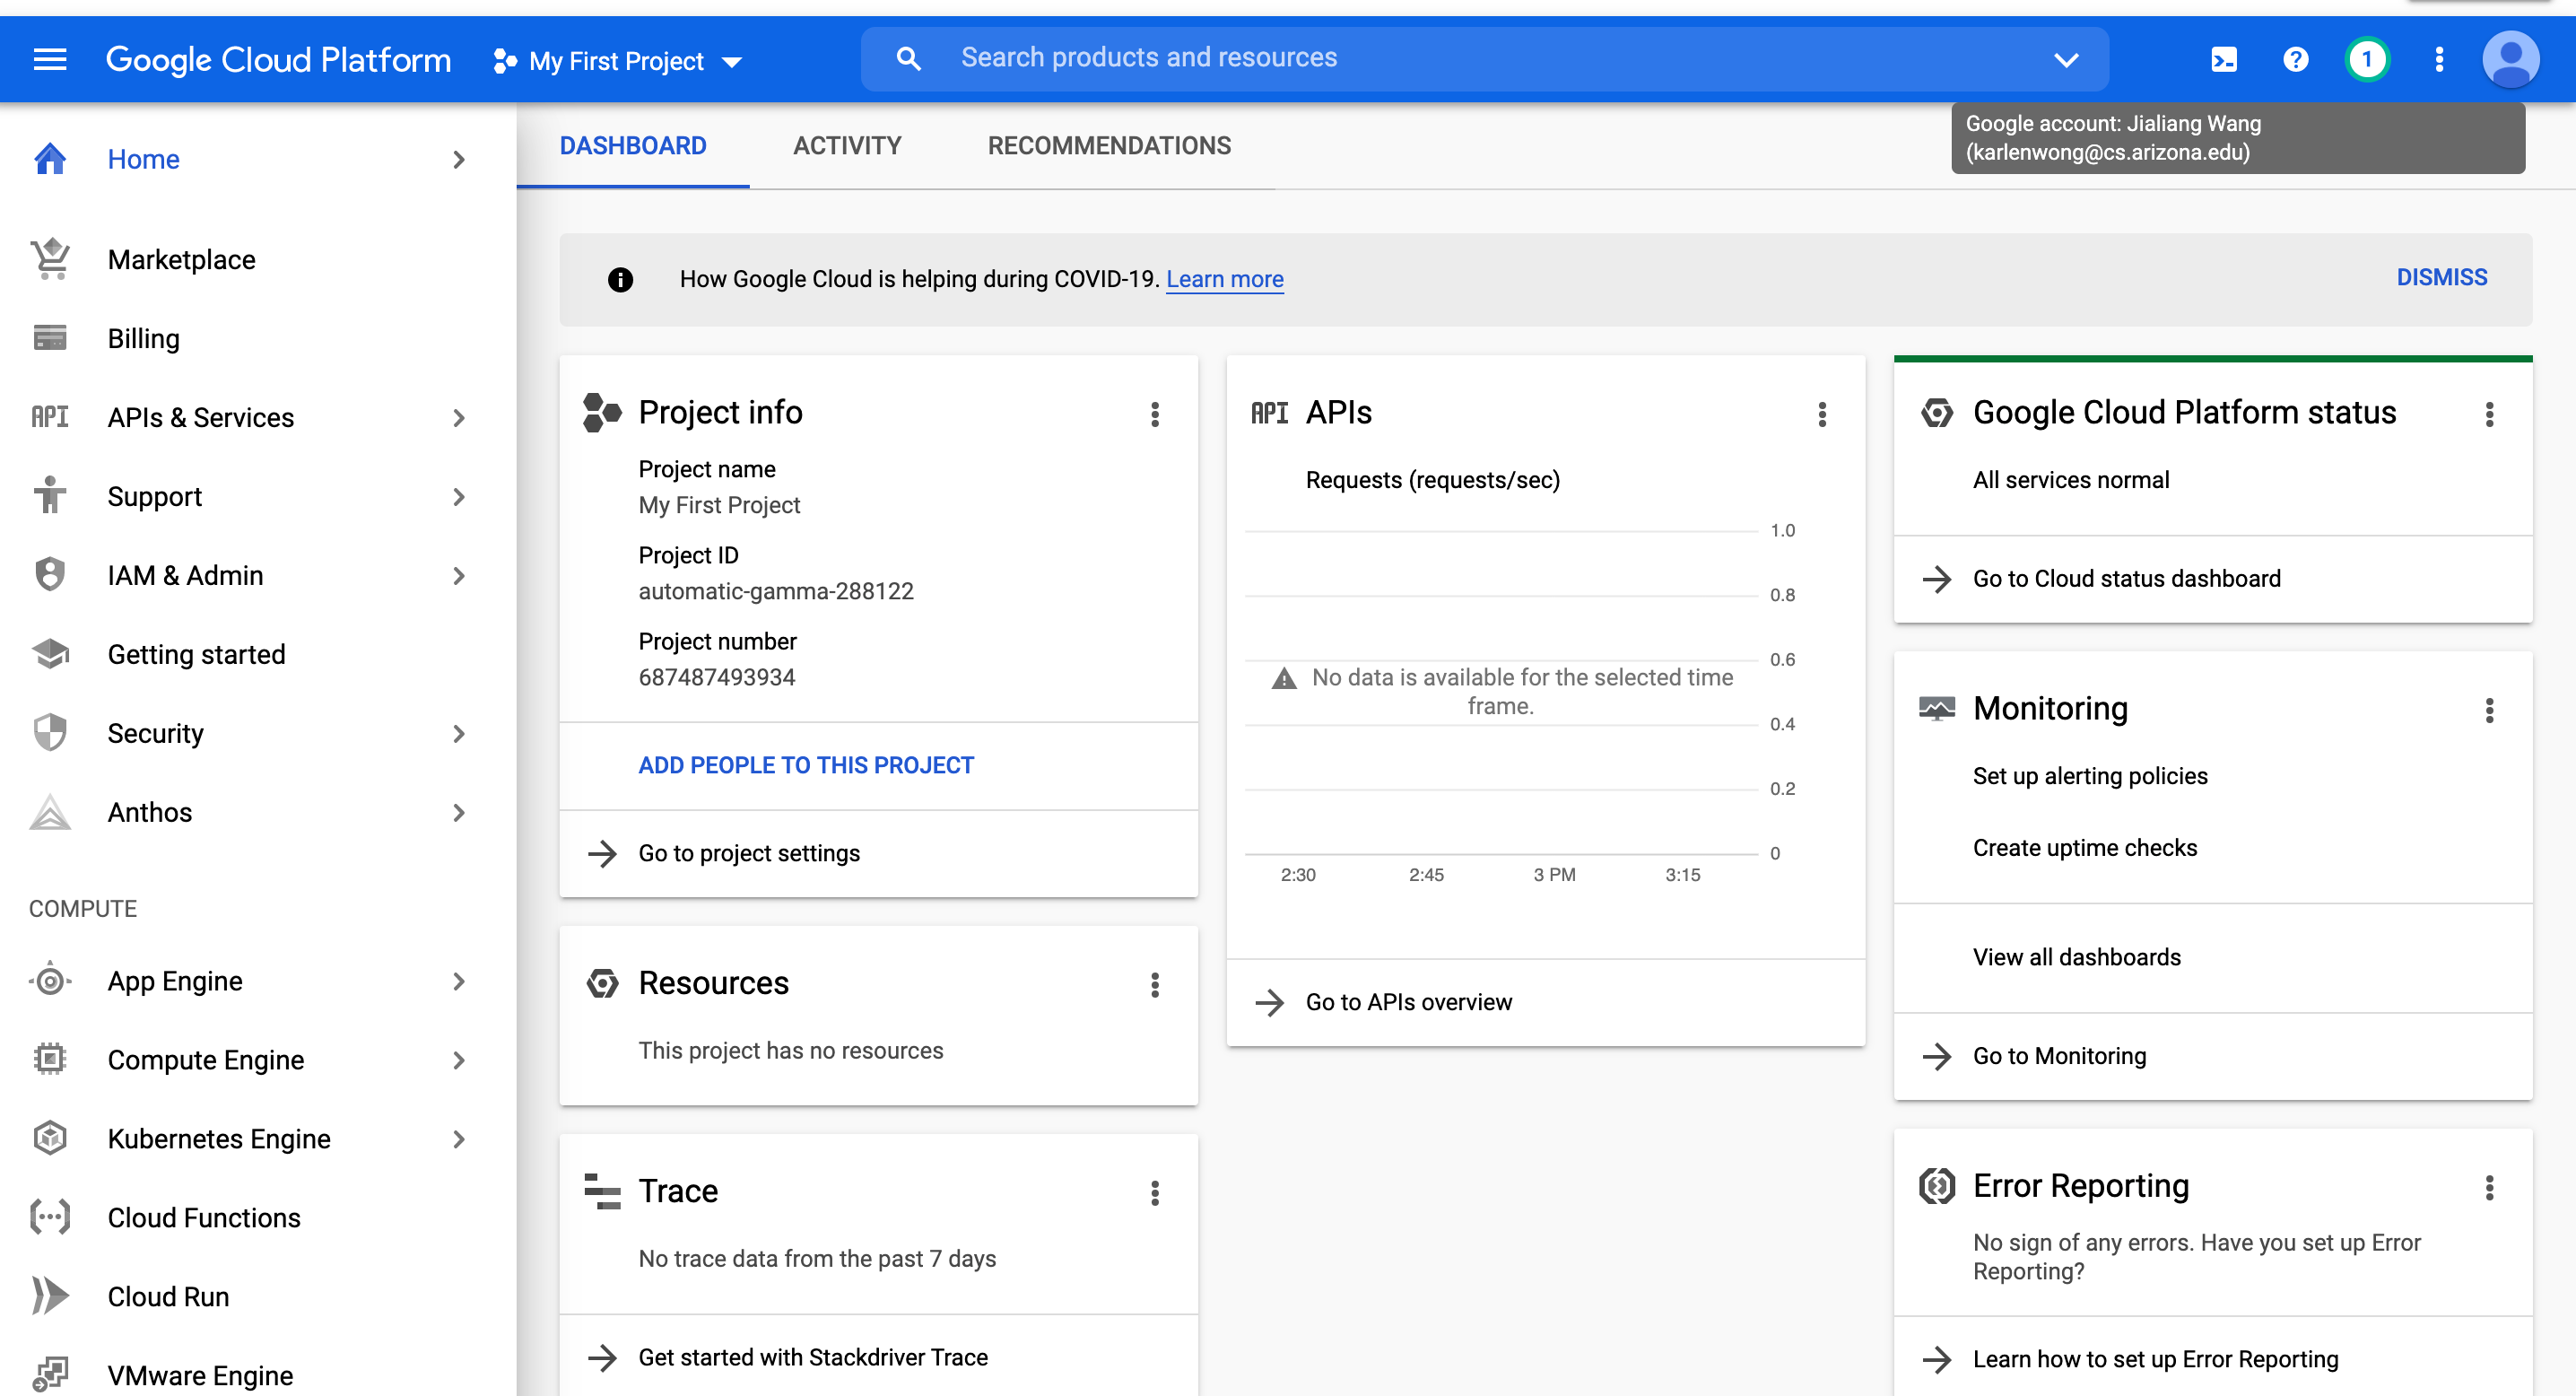 Google Cloud Platform
My First Project
Search products and resources
1
Google account: Jialiang Wang
(karlenwong@cs.arizona.edu)
Home
Marketplace
Billing
API
APIs & Services
Support
IAM & Admin
Getting started
Security
Anthos
COMPUTE
App Engine
Compute Engine
Kubernetes Engine
Cloud Functions
Cloud Run
VMware Engine
DASHBOARD
ACTIVITY
RECOMMENDATIONS
How Google Cloud is helping during COVID-19. Learn more
DISMISS
Project info
Project name
My First Project
Project ID
automatic-gamma-288122
Project number
687487493934
ADD PEOPLE TO THIS PROJECT
Go to project settings
Resources
This project has no resources
Trace
No trace data from the past 7 days
Get started with Stackdriver Trace
API APIs
Requests (requests/sec)
1.0
0.8
0.6
No data is available for the selected time
frame.
0.4
0.2
0
2:30 2:45 3 PM 3:15
Go to APIs overview
Google Cloud Platform status
All services normal
Go to Cloud status dashboard
Monitoring
Set up alerting policies
Create uptime checks
View all dashboards
Go to Monitoring
Error Reporting
No sign of any errors. Have you set up Error
Reporting?
Learn how to set up Error Reporting